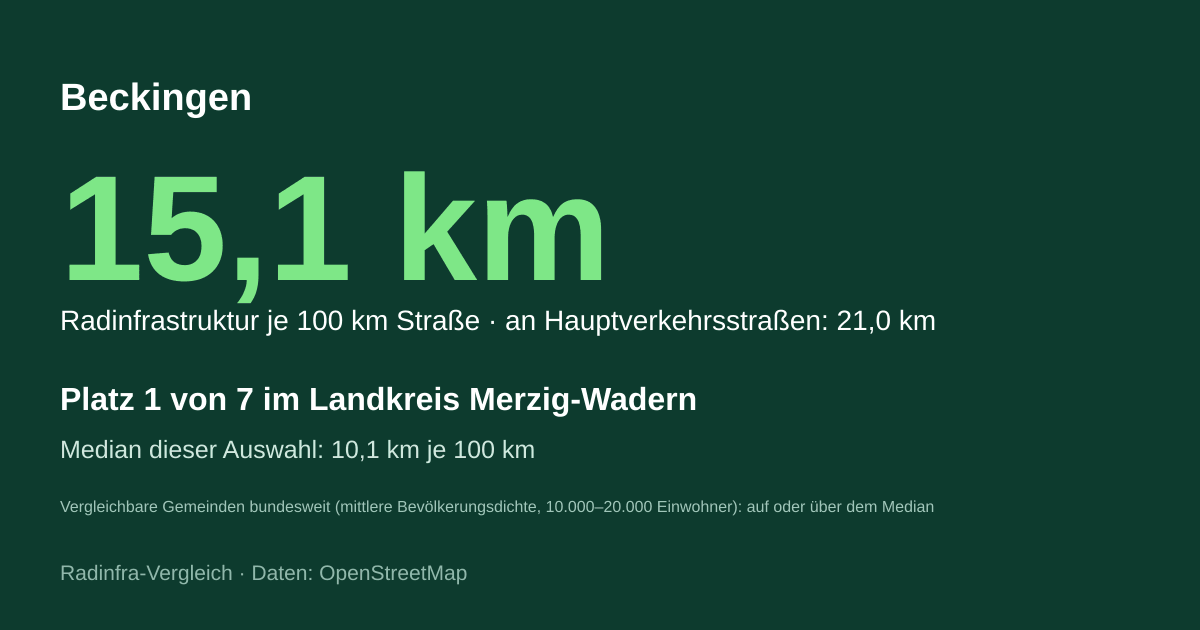 Beckingen
15,1 km
Radinfrastruktur je 100 km Straße · an Hauptverkehrsstraßen: 21,0 km
Platz 1 von 7 im Landkreis Merzig-Wadern
Median dieser Auswahl: 10,1 km je 100 km
Vergleichbare Gemeinden bundesweit (mittlere Bevölkerungsdichte, 10.000–20.000 Einwohner): auf oder über dem Median
Radinfra-Vergleich · Daten: OpenStreetMap